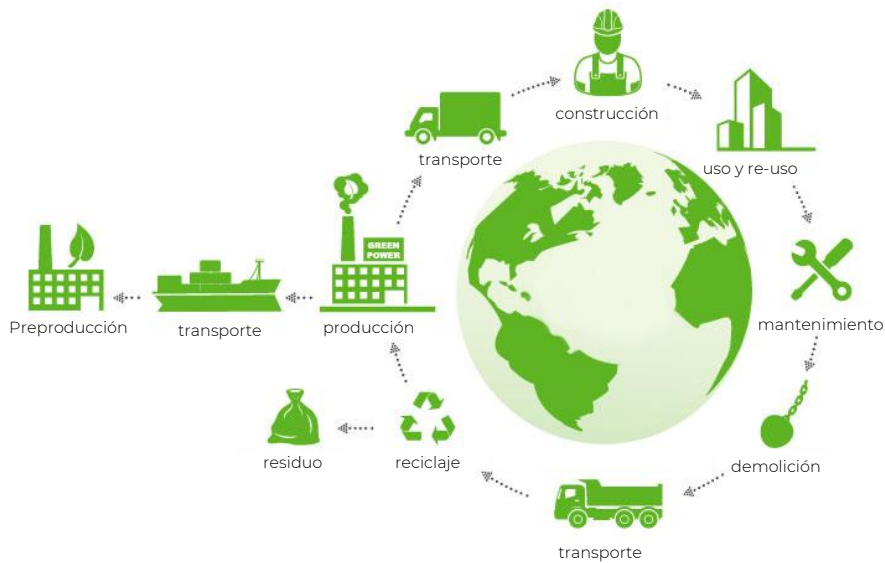 construcción
transporte
uso y re-uso
GREEN
POWER
Preproducción
transporte
producción
mantenimiento
residuo
reciclaje
demolición
transporte